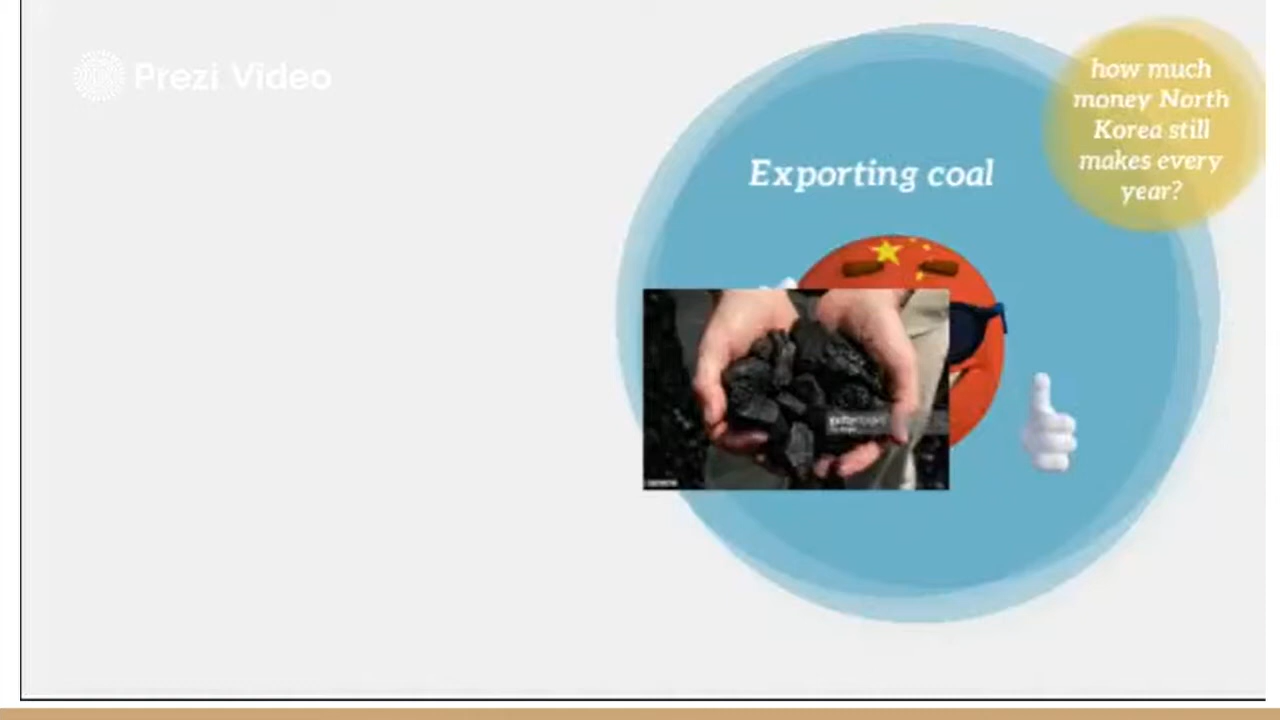 Prezi Video
how much
money North
Korea still
makes every
year?
Exporting coal